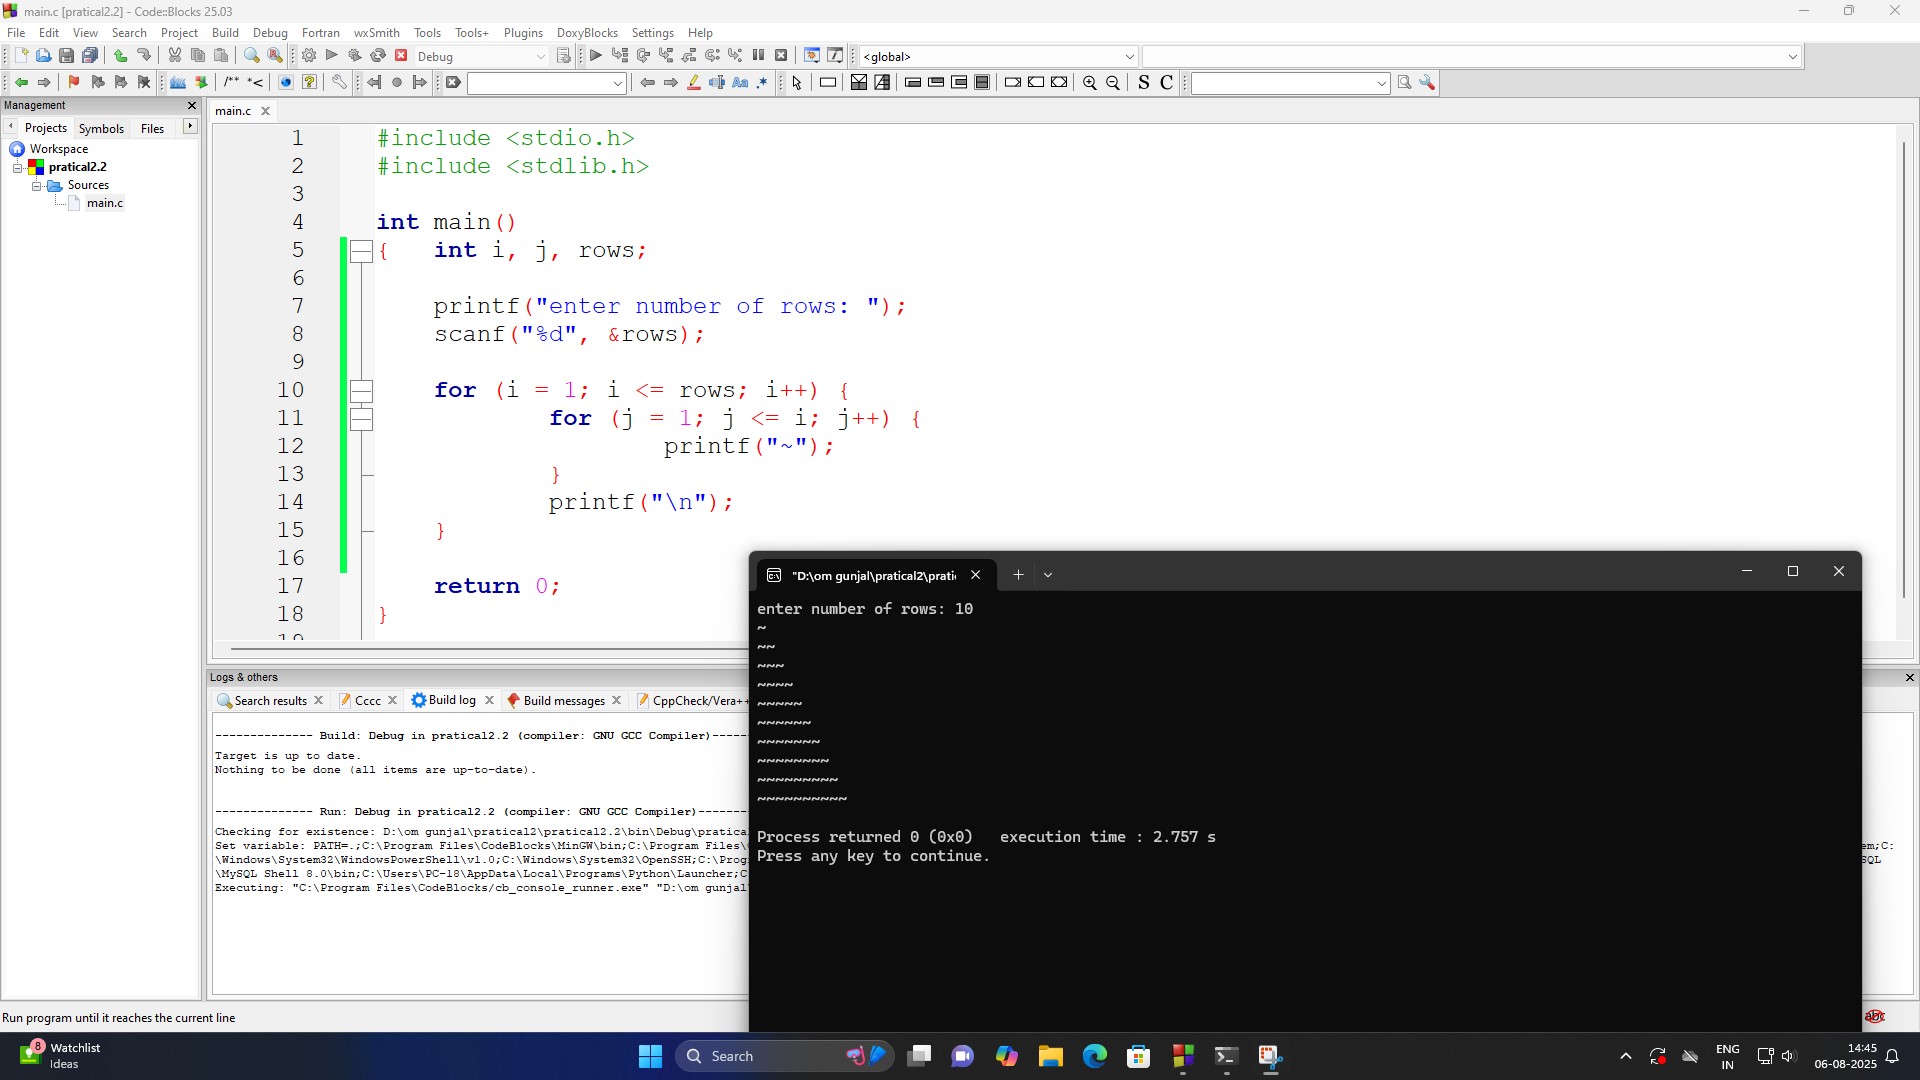 main.c [pratical2.2] - Code::Blocks 25.03
File Edit View Search Project Build Debug Fortran wxSmith Tools Tools+ Plugins DoxyBlocks Settings Help
Debug
<global>
/** *<
Aa .*
S C
Management
Projects Symbols Files
Workspace
pratical2.2
Sources
main.c
main.c
1 #include <stdio.h>
2 #include <stdlib.h>
3
4 int main()
5 { int i, j, rows;
6
7 printf("enter number of rows: ");
8 scanf("%d", &rows);
9
10 for (i = 1; i <= rows; i++) {
11 for (j = 1; j <= i; j++) {
12 printf("~");
13 }
14 printf("\n");
15 }
16
17 return 0;
18 }
19
Logs & others
Search results Cccc Build log Build messages CppCheck/Vera++
-------------- Build: Debug in pratical2.2 (compiler: GNU GCC Compiler)------
Target is up to date.
Nothing to be done (all items are up-to-date).
-------------- Run: Debug in pratical2.2 (compiler: GNU GCC Compiler)--------
Checking for existence: D:\om gunjal\pratical2\pratical2.2\bin\Debug\pratical
Set variable: PATH=.;C:\Program Files\CodeBlocks\MinGW\bin;C:\Program Files\ em;C:
\Windows\System32\WindowsPowerShell\v1.0;C:\Windows\System32\OpenSSH;C:\Prog SQL
\MySQL Shell 8.0\bin;C:\Users\PC-18\AppData\Local\Programs\Python\Launcher;C
Executing: "C:\Program Files\CodeBlocks/cb_console_runner.exe" "D:\om gunjal
"D:\om gunjal\pratical2\prati
enter number of rows: 10
~
~~
~~~
~~~~
~~~~~
~~~~~~
~~~~~~~
~~~~~~~~
~~~~~~~~~
~~~~~~~~~~
Process returned 0 (0x0)   execution time : 2.757 s
Press any key to continue.
Run program until it reaches the current line
abc
8
Watchlist
Ideas
Search
ENG
IN
14:45
06-08-2025